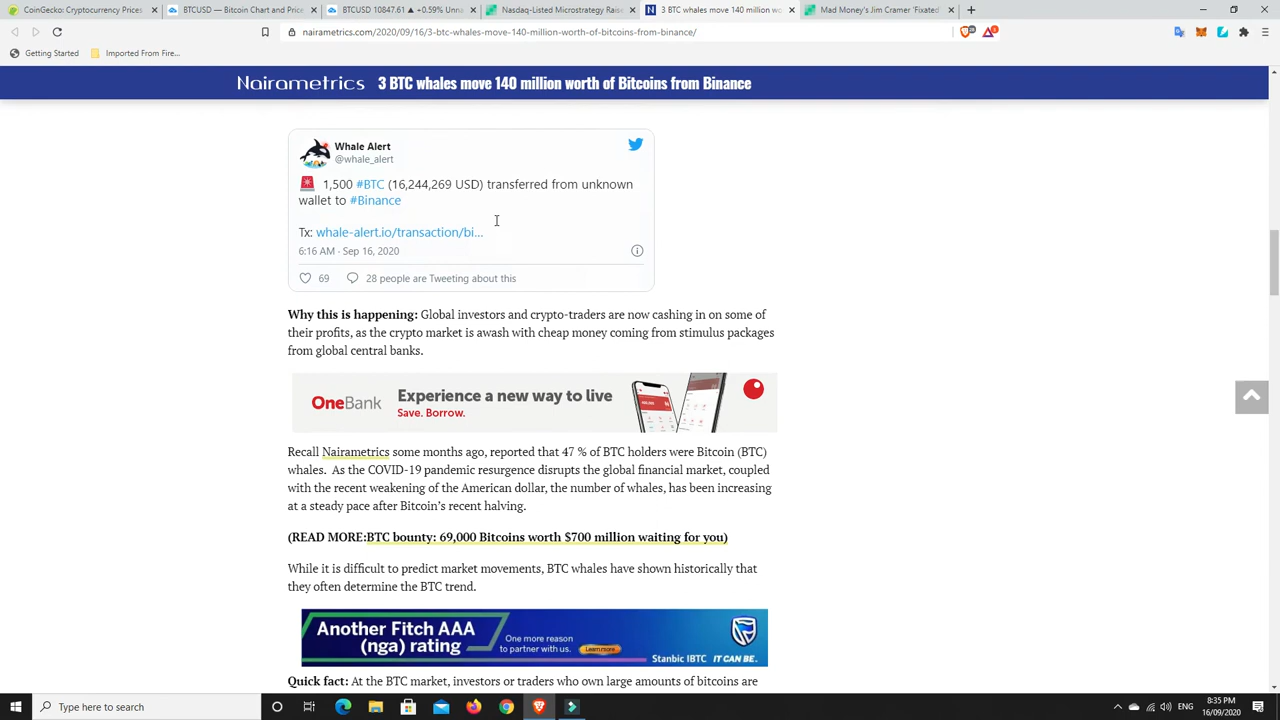 CoinGecko: Cryptocurrency Prices
BTCUSD — Bitcoin Chart and Price
BTCUSD 10847.61 ▲ +0.59% Unna
Nasdaq-Listed Microstrategy Raise
3 BTC whales move 140 million wo
Mad Money's Jim Cramer 'Fixated'
nairametrics.com/2020/09/16/3-btc-whales-move-140-million-worth-of-bitcoins-from-binance/
Getting Started
Imported From Fire...
Nairametrics 3 BTC whales move 140 million worth of Bitcoins from Binance
Whale Alert
@whale_alert
1,500 #BTC (16,244,269 USD) transferred from unknown
wallet to #Binance
Tx: whale-alert.io/transaction/bi...
6:16 AM · Sep 16, 2020
69
28 people are Tweeting about this
Why this is happening: Global investors and crypto-traders are now cashing in on some of
their profits, as the crypto market is awash with cheap money coming from stimulus packages
from global central banks.
OneBank
Experience a new way to live
Save. Borrow.
Recall Nairametrics some months ago, reported that 47 % of BTC holders were Bitcoin (BTC)
whales. As the COVID-19 pandemic resurgence disrupts the global financial market, coupled
with the recent weakening of the American dollar, the number of whales, has been increasing
at a steady pace after Bitcoin's recent halving.
(READ MORE:BTC bounty: 69,000 Bitcoins worth $700 million waiting for you)
While it is difficult to predict market movements, BTC whales have shown historically that
they often determine the BTC trend.
Another Fitch AAA
(nga) rating
One more reason
to partner with us.
Learn more
Stanbic IBTC IT CAN BE.
Quick fact: At the BTC market, investors or traders who own large amounts of bitcoins are
Type here to search
ENG
8:35 PM
16/09/2020